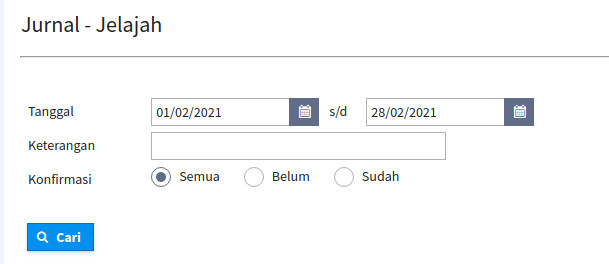 Jurnal - Jelajah
Tanggal 01/02/2021 s/d 28/02/2021
Keterangan
Konfirmasi Semua Belum Sudah
Cari